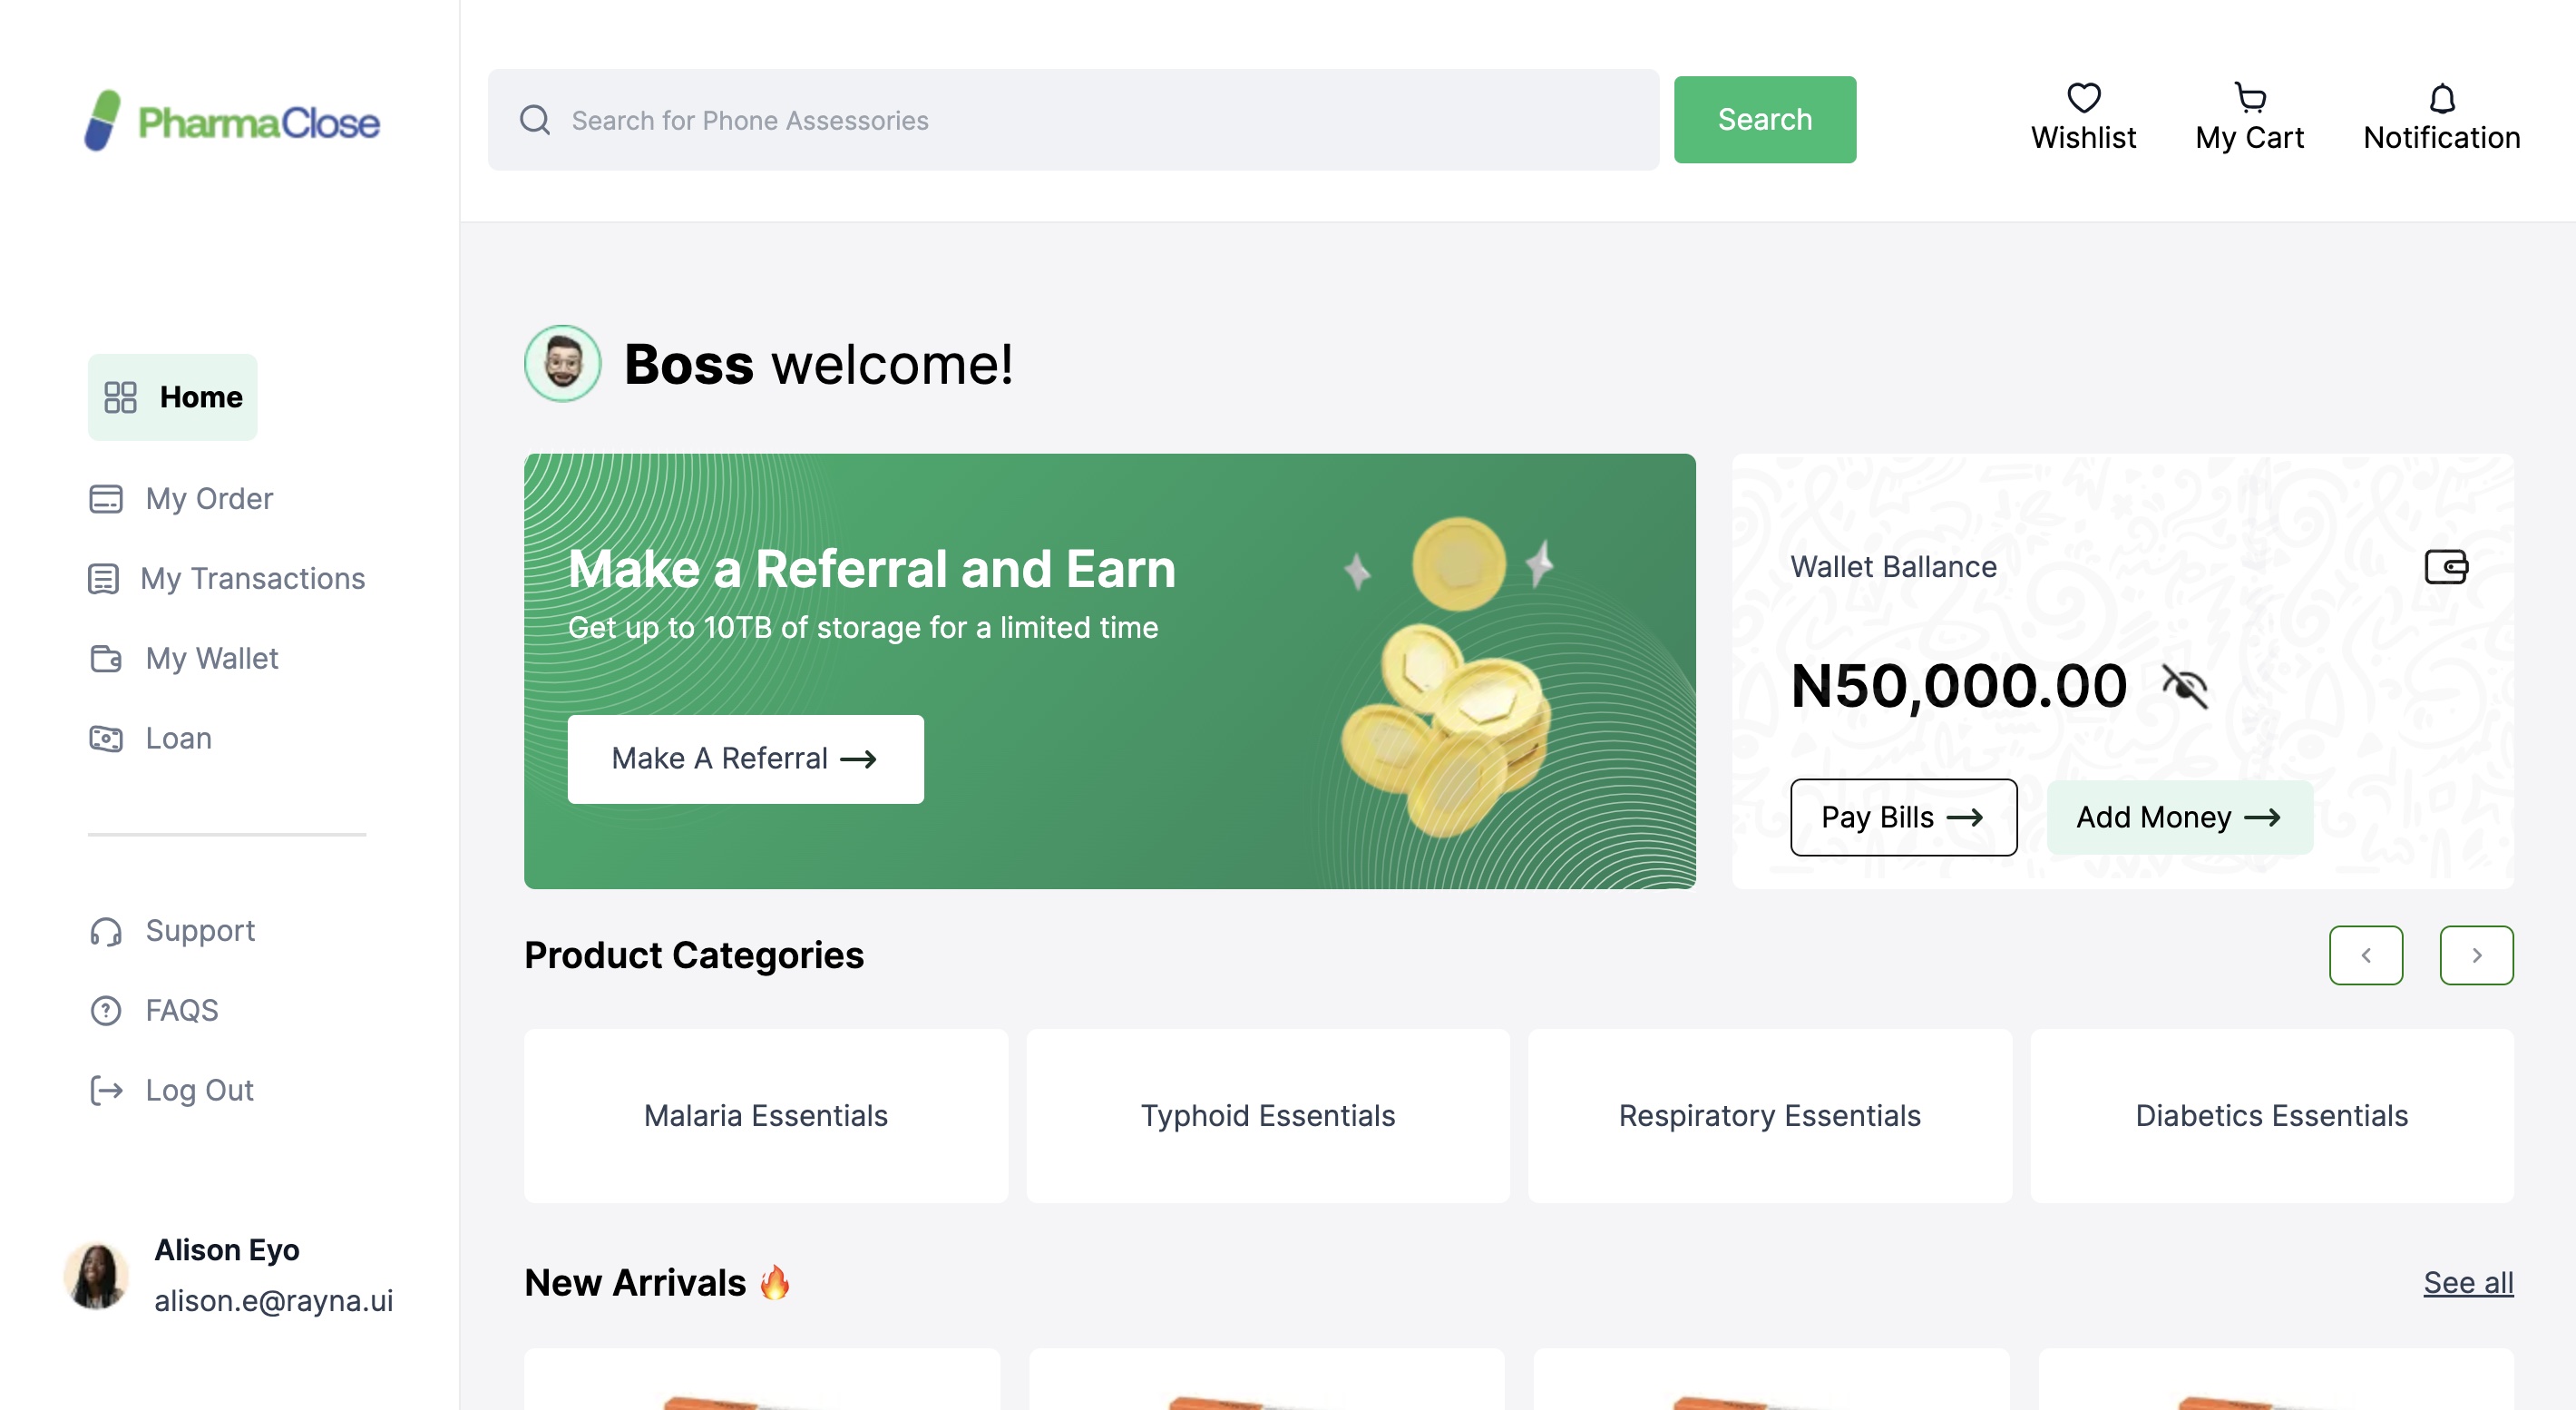 PharmaClose
Search for Phone Assessories
Search
Wishlist
My Cart
Notification
Home
My Order
My Transactions
My Wallet
Loan
Support
FAQS
Log Out
Alison Eyo
alison.e@rayna.ui
Boss welcome!
Make a Referral and Earn
Get up to 10TB of storage for a limited time
Make A Referral
Wallet Ballance
N50,000.00
Pay Bills
Add Money
Product Categories
Malaria Essentials
Typhoid Essentials
Respiratory Essentials
Diabetics Essentials
New Arrivals 🔥
See all